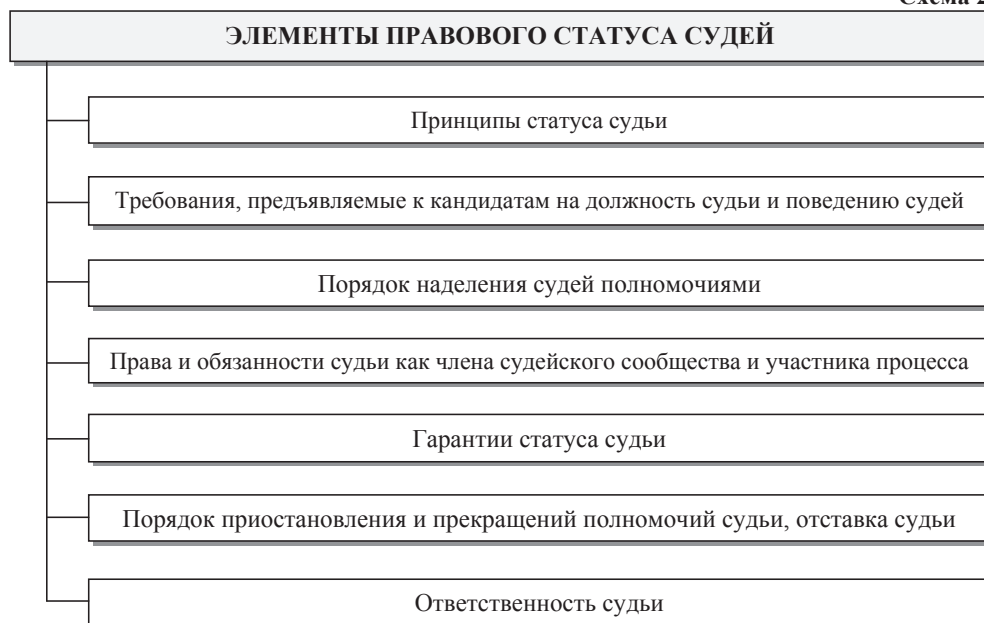 Схема 2
ЭЛЕМЕНТЫ ПРАВОВОГО СТАТУСА СУДЕЙ
Принципы статуса судьи
Требования, предъявляемые к кандидатам на должность судьи и поведению судей
Порядок наделения судей полномочиями
Права и обязанности судьи как члена судейского сообщества и участника процесса
Гарантии статуса судьи
Порядок приостановления и прекращений полномочий судьи, отставка судьи
Ответственность судьи